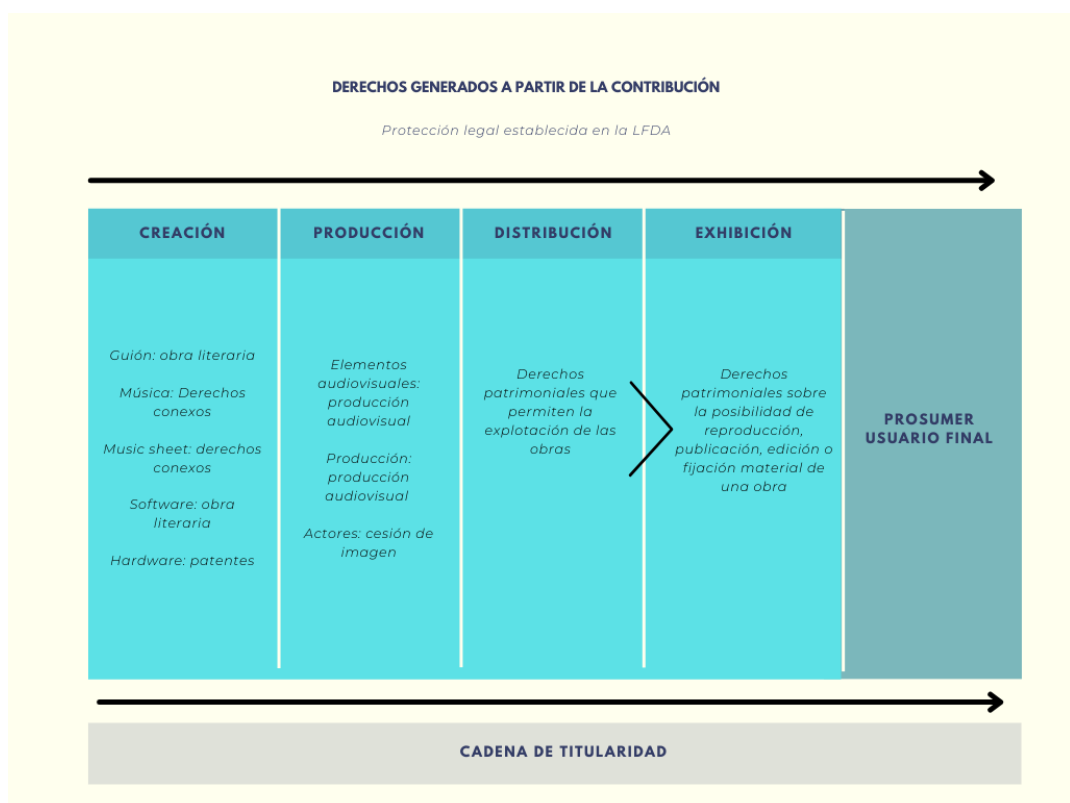 DERECHOS GENERADOS A PARTIR DE LA CONTRIBUCIÓN
Protección legal establecida en la LFDA
CREACIÓN
Guión: obra literaria
Música: Derechos
conexos
Music sheet: derechos
conexos
Software: obra
literaria
Hardware: patentes
PRODUCCIÓN
Elementos
audiovisuales:
producción
audiovisual
Producción:
producción
audiovisual
Actores: cesión de
imagen
DISTRIBUCIÓN
Derechos
patrimoniales que
permiten la
explotación de las
obras
EXHIBICIÓN
Derechos
patrimoniales sobre
la posibilidad de
reproducción,
publicación, edición o
fijación material de
una obra
PROSUMER
USUARIO FINAL
CADENA DE TITULARIDAD